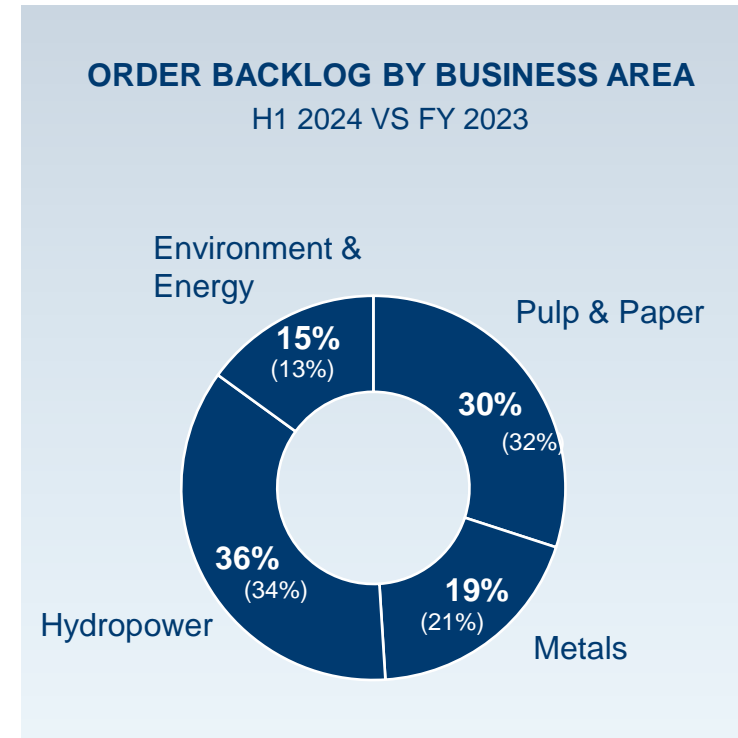 ORDER BACKLOG BY BUSINESS AREA
H1 2024 VS FY 2023
Environment &
Energy
Pulp & Paper
15%
(13%)
30%
(32%)
36%
(34%)
19%
(21%)
Hydropower
Metals